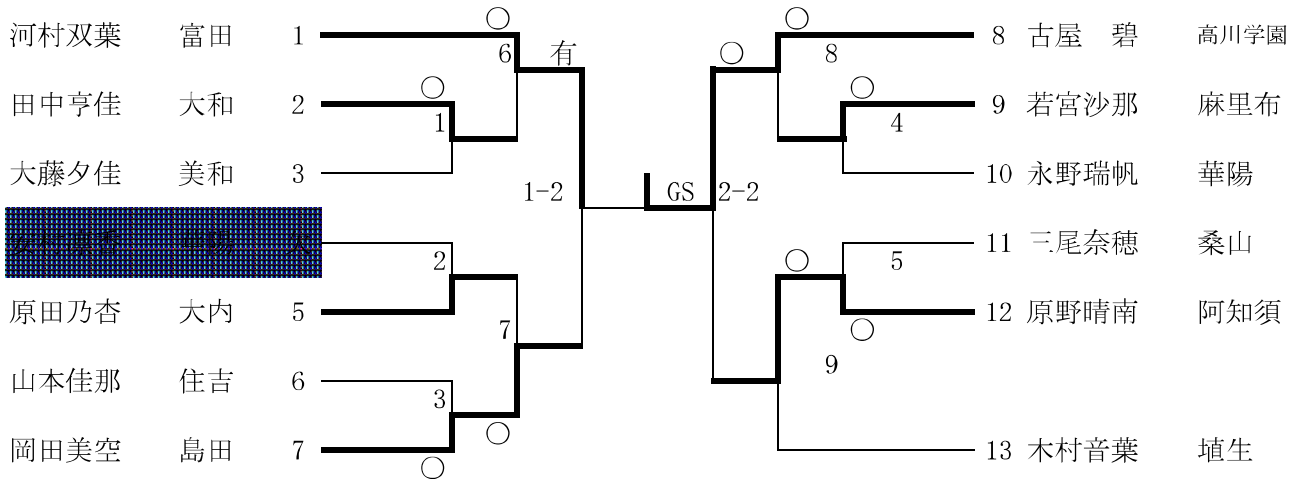 河村双葉 富田 1
田中亨佳 大和 2
大藤夕佳 美和 3
原田乃杏 大内 5
山本佳那 住吉 6
岡田美空 島田 7
○
6 有
○
1
1-2
2
7
3
○
○
GS 2-2
○
○
8
○
4
○
5
○
9
8 古屋 碧 高川学園
9 若宮沙那 麻里布
10 永野瑞帆 華陽
11 三尾奈穂 桑山
12 原野晴南 阿知須
13 木村音葉 埴生